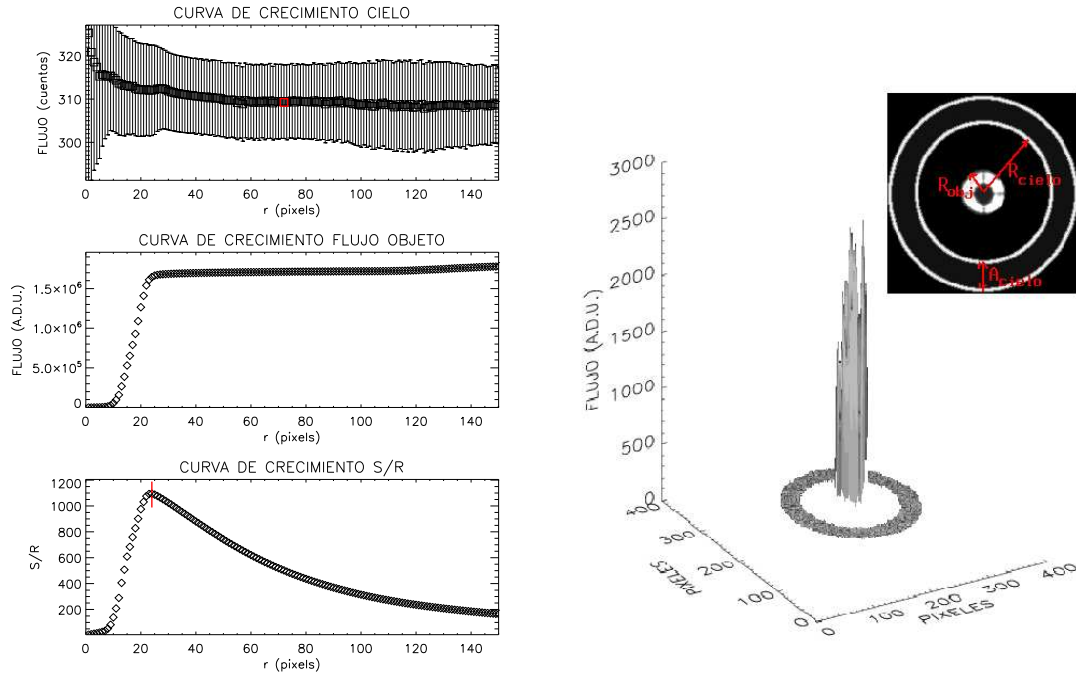 CURVA DE CRECIMIENTO CIELO
FLUJO (cuentas)
320
310
300
0 20 40 60 80 100 120 140
r (pixels)
CURVA DE CRECIMIENTO FLUJO OBJETO
FLUJO (A.D.U.)
1.5×10⁶
1.0×10⁶
5.0×10⁵
0
0 20 40 60 80 100 120 140
r (pixels)
CURVA DE CRECIMIENTO S/R
S/R
1200
1000
800
600
400
200
0 20 40 60 80 100 120 140
r (pixels)
FLUJO (A.D.U.)
3000
2500
2000
1500
1000
500
0
400
300
200
100
0
PIXELES
0
100
200
300
400
PIXELES
R_obj
R_cielo
A_cielo